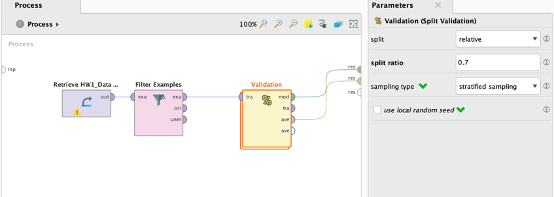 Process
Process
100%
Process
inp
res
res
res
Retrieve HW1_Data ...
out
Filter Examples
exa
exa
ori
unm
Validation
tra
mod
tra
ave
ave
Parameters
Validation (Split Validation)
split
relative
split ratio
0.7
sampling type
stratified sampling
use local random seed